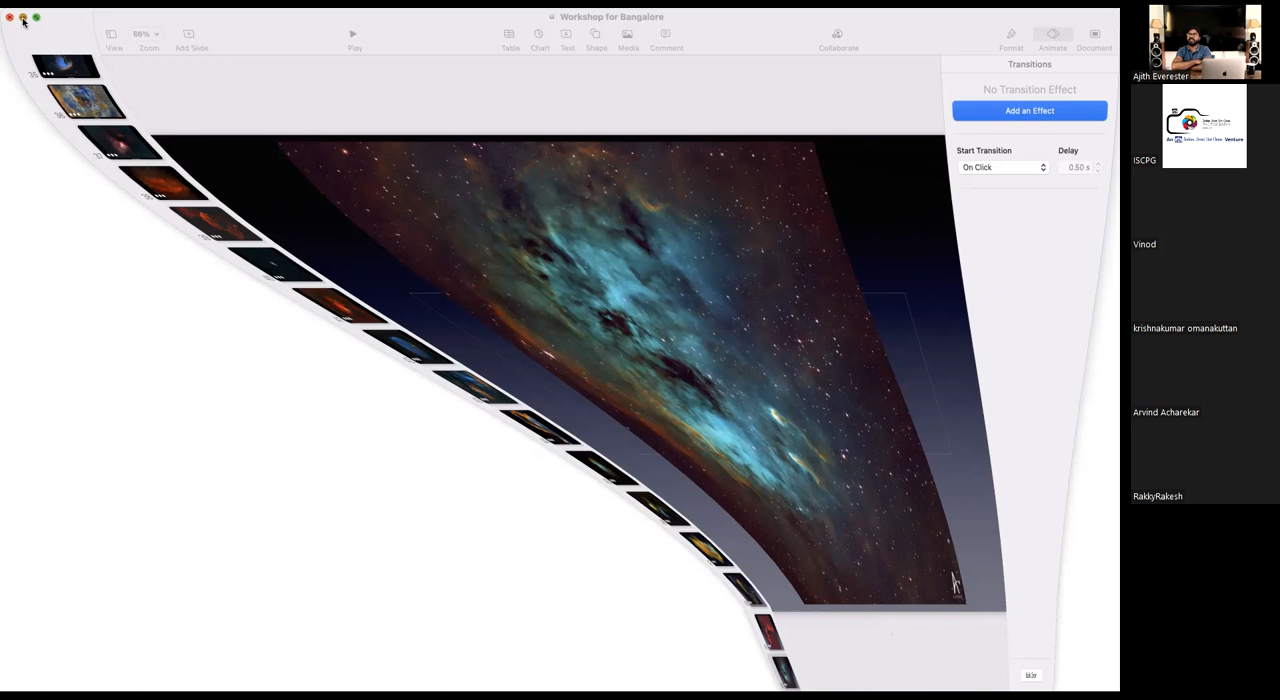 Workshop for Bangalore
66%
View
Zoom
Add Slide
Play
Table
Chart
Text
Shape
Media
Comment
Collaborate
Format
Animate
Document
Transitions
No Transition Effect
Add an Effect
Start Transition
Delay
On Click
0.50 s
Ajith Everester
ISCPG
Vinod
krishnakumar omanakuttan
Arvind Acharekar
RakkyRakesh